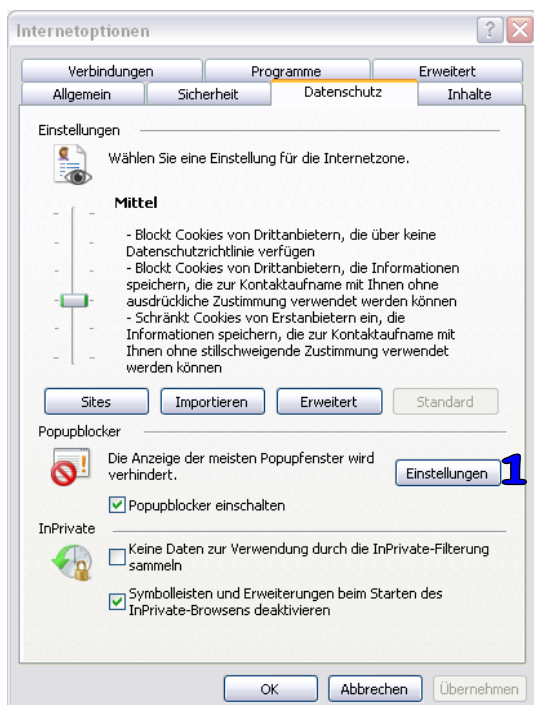 Internetoptionen
Verbindungen Programme Erweitert
Allgemein Sicherheit Datenschutz Inhalte
Einstellungen
Wählen Sie eine Einstellung für die Internetzone.
Mittel
- Blockt Cookies von Drittanbietern, die über keine
Datenschutzrichtlinie verfügen
- Blockt Cookies von Drittanbietern, die Informationen
speichern, die zur Kontaktaufname mit Ihnen ohne
ausdrückliche Zustimmung verwendet werden können
- Schränkt Cookies von Erstanbietern ein, die
Informationen speichern, die zur Kontaktaufname mit
Ihnen ohne stillschweigende Zustimmung verwendet
werden können
Sites Importieren Erweitert Standard
Popupblocker
Die Anzeige der meisten Popupfenster wird
verhindert.
Einstellungen 1
Popupblocker einschalten
InPrivate
Keine Daten zur Verwendung durch die InPrivate-Filterung
sammeln
Symbolleisten und Erweiterungen beim Starten des
InPrivate-Browsens deaktivieren
OK Abbrechen Übernehmen